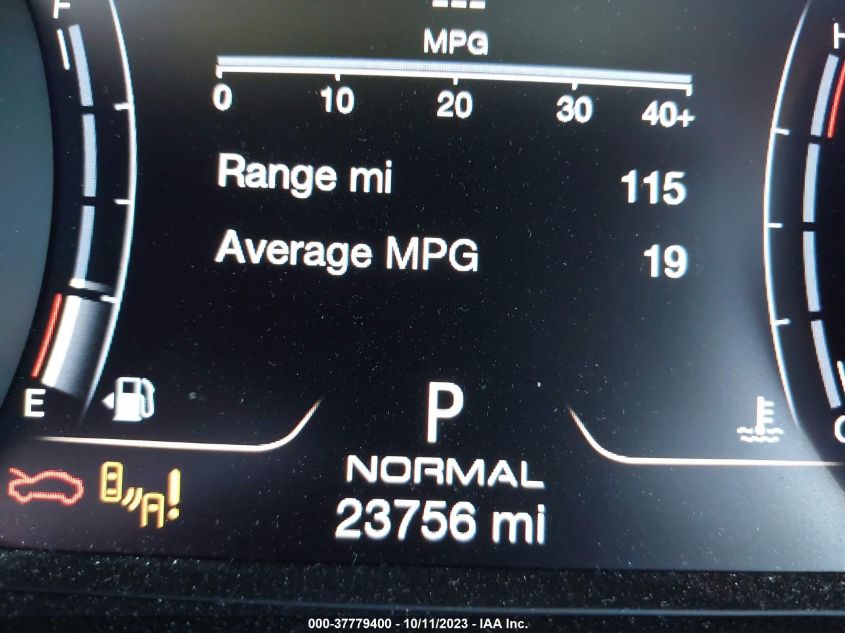 F
---
MPG
0 10 20 30 40+
H
Range mi 115
Average MPG 19
E
P
C
NORMAL
A!
23756 mi
000-37779400 - 10/11/2023 - IAA Inc.